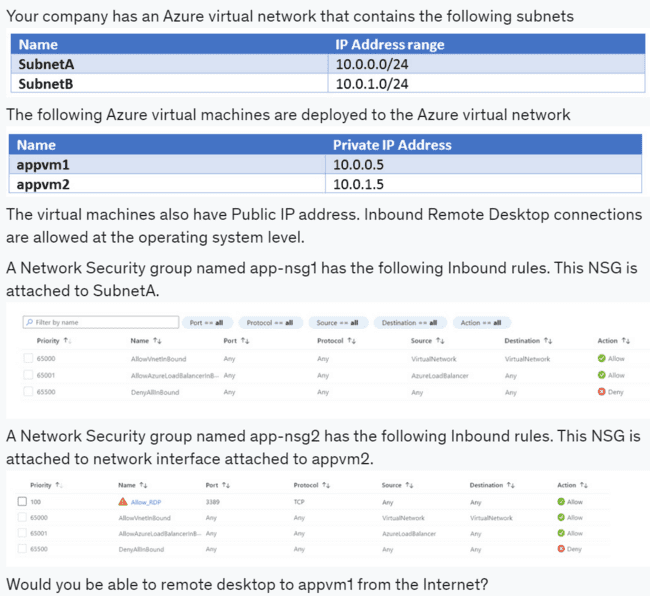 Your company has an Azure virtual network that contains the following subnets
Name IP Address range
SubnetA 10.0.0.0/24
SubnetB 10.0.1.0/24
The following Azure virtual machines are deployed to the Azure virtual network
Name Private IP Address
appvm1 10.0.0.5
appvm2 10.0.1.5
The virtual machines also have Public IP address. Inbound Remote Desktop connections
are allowed at the operating system level.
A Network Security group named app-nsg1 has the following Inbound rules. This NSG is
attached to SubnetA.
Filter by name Port == all Protocol == all Source == all Destination == all Action == all
Priority ↑ Name ↑↓ Port ↑↓ Protocol ↑↓ Source ↑↓ Destination ↑↓ Action ↑↓
65000 AllowVnetInBound Any Any VirtualNetwork VirtualNetwork Allow
65001 AllowAzureLoadBalancerInB... Any Any AzureLoadBalancer Any Allow
65500 DenyAllInBound Any Any Any Any Deny
A Network Security group named app-nsg2 has the following Inbound rules. This NSG is
attached to network interface attached to appvm2.
Priority ↑ Name ↑↓ Port ↑↓ Protocol ↑↓ Source ↑↓ Destination ↑↓ Action ↑↓
100 Allow_RDP 3389 TCP Any Any Allow
65000 AllowVnetInBound Any Any VirtualNetwork VirtualNetwork Allow
65001 AllowAzureLoadBalancerInB... Any Any AzureLoadBalancer Any Allow
65500 DenyAllInBound Any Any Any Any Deny
Would you be able to remote desktop to appvm1 from the Internet?